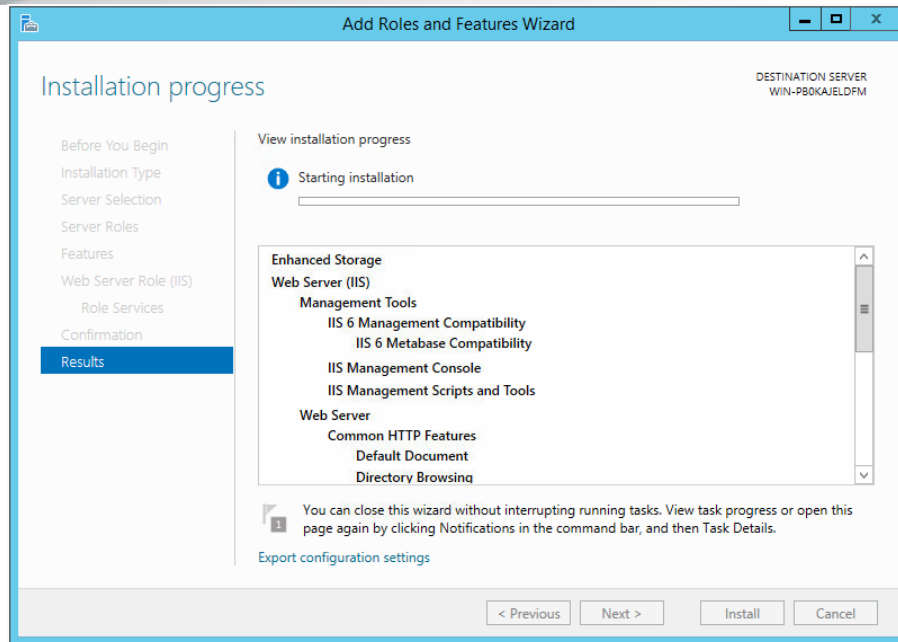 Add Roles and Features Wizard
Installation progress
DESTINATION SERVER
WIN-PB0KAJELDFM
Before You Begin
Installation Type
Server Selection
Server Roles
Features
Web Server Role (IIS)
Role Services
Confirmation
Results
View installation progress
Starting installation
Enhanced Storage
Web Server (IIS)
Management Tools
IIS 6 Management Compatibility
IIS 6 Metabase Compatibility
IIS Management Console
IIS Management Scripts and Tools
Web Server
Common HTTP Features
Default Document
Directory Browsing
1
You can close this wizard without interrupting running tasks. View task progress or open this
page again by clicking Notifications in the command bar, and then Task Details.
Export configuration settings
< Previous
Next >
Install
Cancel